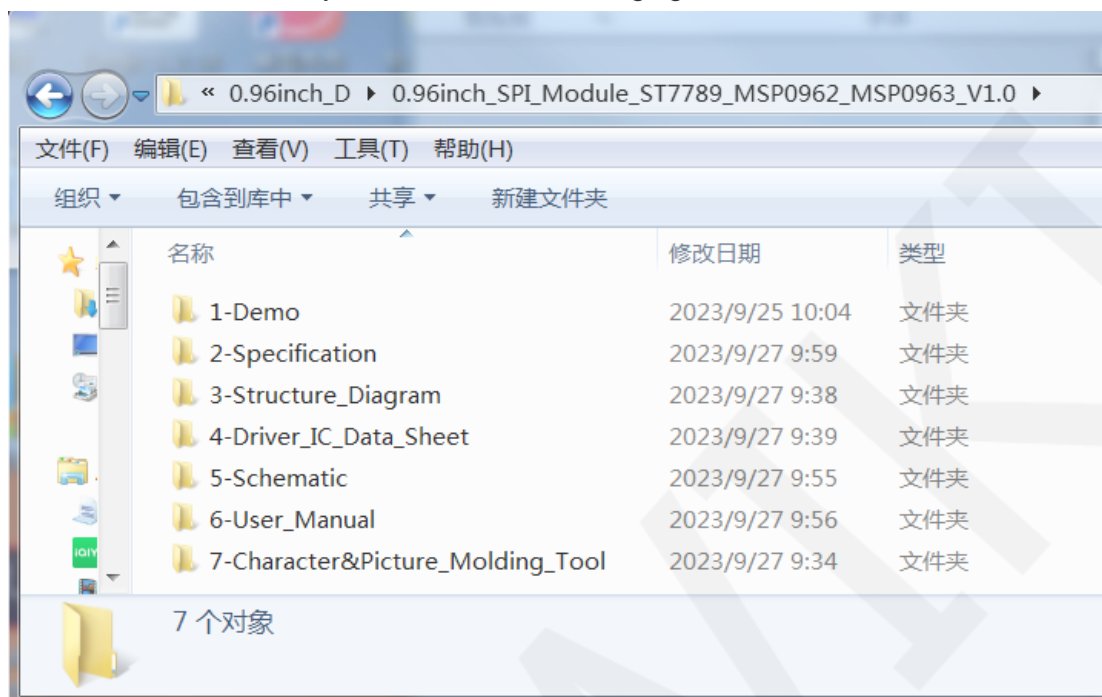 « 0.96inch_D ▸ 0.96inch_SPI_Module_ST7789_MSP0962_MSP0963_V1.0 ▸
文件(F) 编辑(E) 查看(V) 工具(T) 帮助(H)
组织 ▾ 包含到库中 ▾ 共享 ▾ 新建文件夹
名称 修改日期 类型
1-Demo 2023/9/25 10:04 文件夹
2-Specification 2023/9/27 9:59 文件夹
3-Structure_Diagram 2023/9/27 9:38 文件夹
4-Driver_IC_Data_Sheet 2023/9/27 9:39 文件夹
5-Schematic 2023/9/27 9:55 文件夹
6-User_Manual 2023/9/27 9:56 文件夹
7-Character&Picture_Molding_Tool 2023/9/27 9:34 文件夹
7 个对象